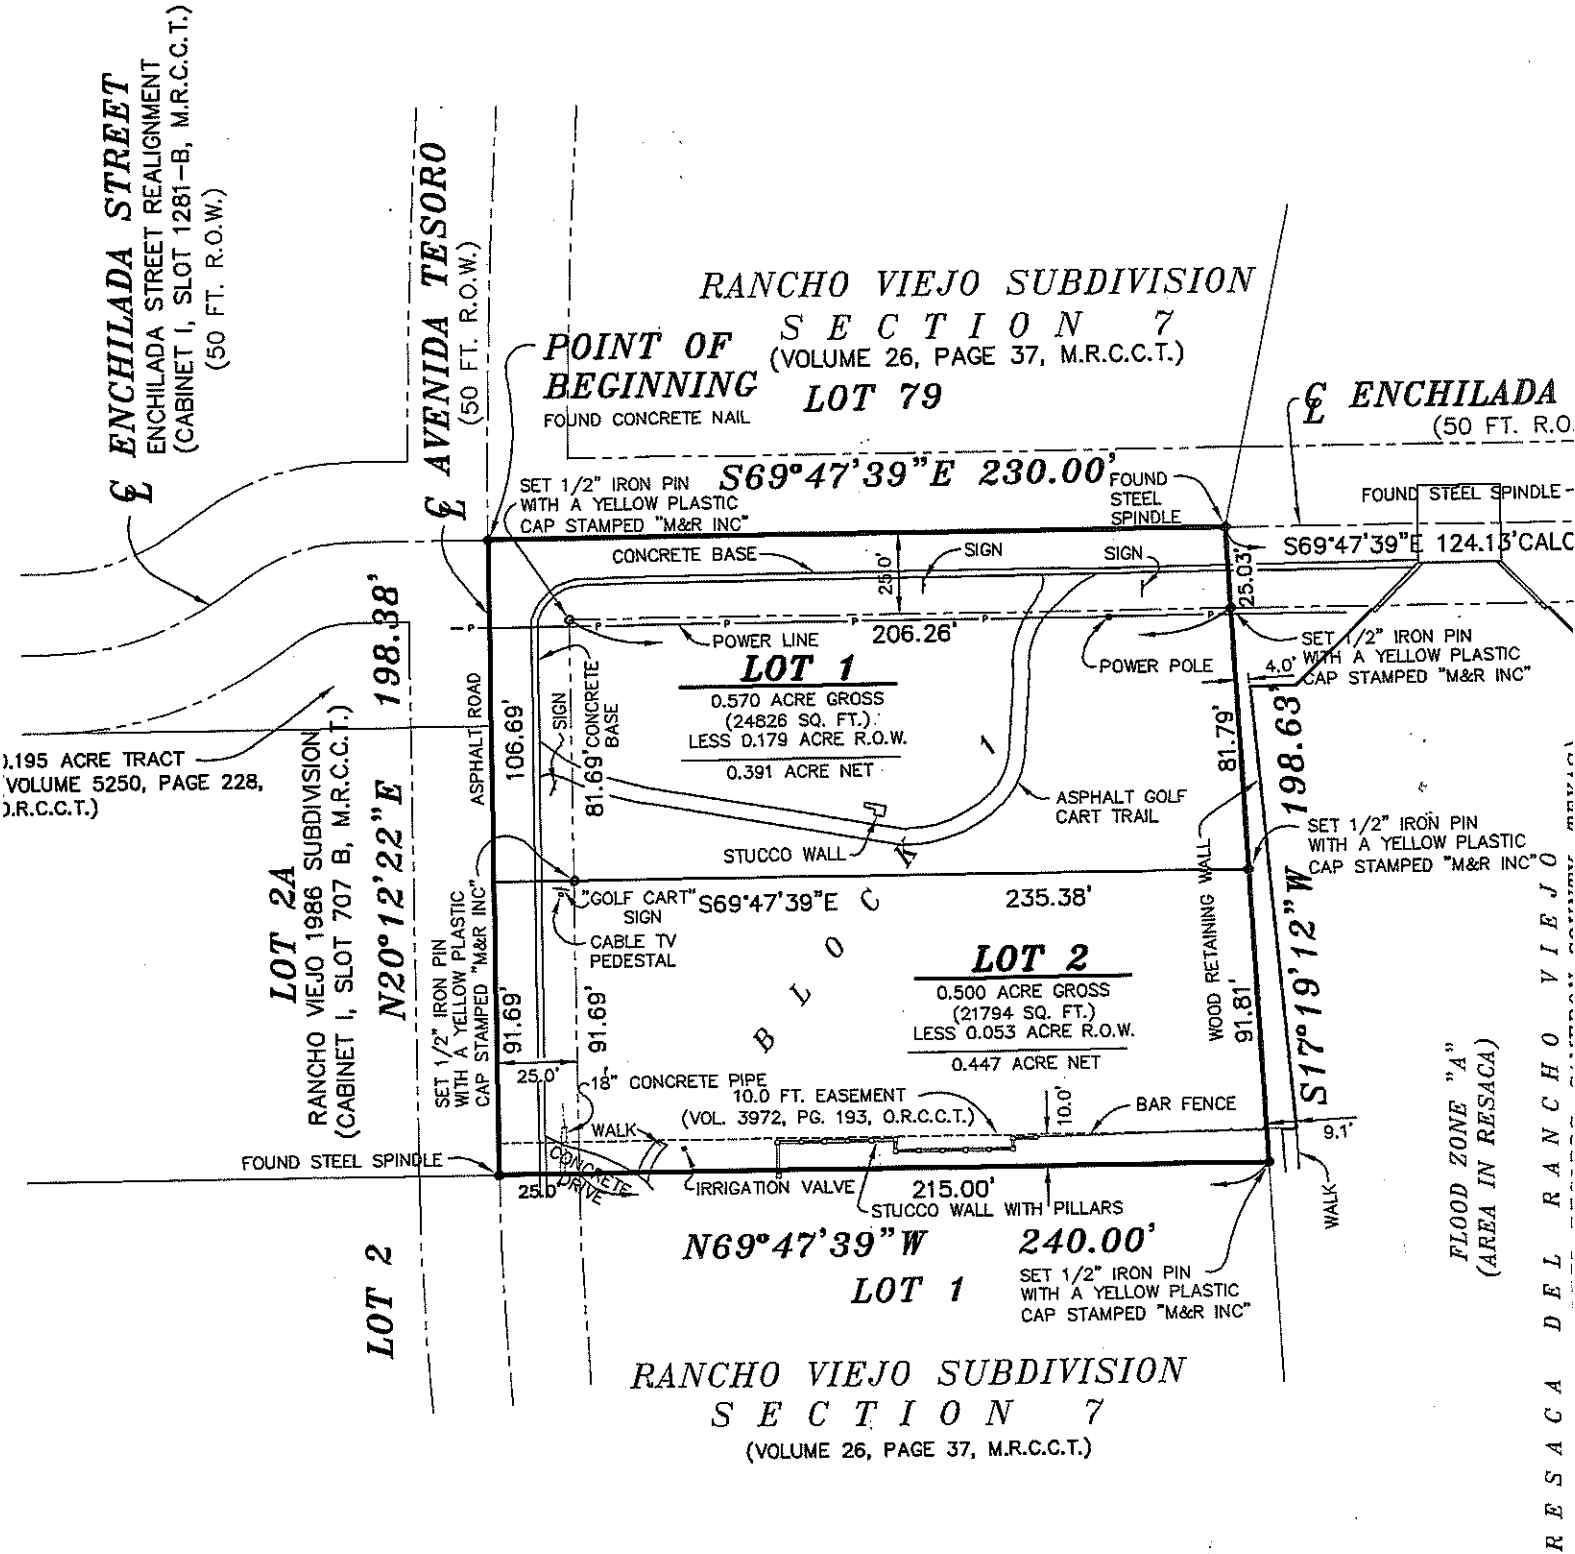 ₵ ENCHILADA STREET
ENCHILADA STREET REALIGNMENT
(CABINET I, SLOT 1281-B, M.R.C.C.T.)
(50 FT. R.O.W.)
₵ AVENIDA TESORO
(50 FT. R.O.W.)
RANCHO VIEJO SUBDIVISION
SECTION 7
(VOLUME 26, PAGE 37, M.R.C.C.T.)
LOT 79
POINT OF
BEGINNING
FOUND CONCRETE NAIL
₵ ENCHILADA
(50 FT. R.O.
SET 1/2" IRON PIN
WITH A YELLOW PLASTIC
CAP STAMPED "M&R INC"
S69°47'39"E 230.00'
FOUND
STEEL
SPINDLE
FOUND STEEL SPINDLE
S69°47'39"E 124.13'CALC
CONCRETE BASE
SIGN
SIGN
25.0'
25.03'
P
P
P
P
P
P
POWER LINE
206.26'
POWER POLE
SET 1/2" IRON PIN
WITH A YELLOW PLASTIC
CAP STAMPED "M&R INC"
4.0'
LOT 1
0.570 ACRE GROSS
(24826 SQ. FT.)
LESS 0.179 ACRE R.O.W.
0.391 ACRE NET
198.38'
N20°12'22"E
ASPHALT ROAD
106.69'
SIGN
CONCRETE
BASE
81.69'
81.79'
198.63'
S17°19'12"W
.195 ACRE TRACT
VOLUME 5250, PAGE 228,
.R.C.C.T.)
LOT 2A
RANCHO VIEJO 1986 SUBDIVISION
(CABINET I, SLOT 707 B, M.R.C.C.T.)
ASPHALT GOLF
CART TRAIL
STUCCO WALL
BLOCK 1
WOOD RETAINING WALL
SET 1/2" IRON PIN
WITH A YELLOW PLASTIC
CAP STAMPED "M&R INC"
"GOLF CART"
SIGN
S69°47'39"E
235.38'
CABLE TV
PEDESTAL
SET 1/2" IRON PIN
WITH A YELLOW PLASTIC
CAP STAMPED "M&R INC"
LOT 2
0.500 ACRE GROSS
(21794 SQ. FT.)
LESS 0.053 ACRE R.O.W.
0.447 ACRE NET
91.69'
91.69'
91.81'
25.0'
18" CONCRETE PIPE
10.0 FT. EASEMENT
(VOL. 3972, PG. 193, O.R.C.C.T.)
10.0'
BAR FENCE
9.1'
WALK
WALK
CONCRETE
DRIVE
FOUND STEEL SPINDLE
25.0'
IRRIGATION VALVE
215.00'
STUCCO WALL WITH PILLARS
N69°47'39"W 240.00'
LOT 1
SET 1/2" IRON PIN
WITH A YELLOW PLASTIC
CAP STAMPED "M&R INC"
LOT 2
FLOOD ZONE "A"
(AREA IN RESACA)
RESACA DEL RANCHO VIEJO
RANCHO VIEJO SUBDIVISION
SECTION 7
(VOLUME 26, PAGE 37, M.R.C.C.T.)